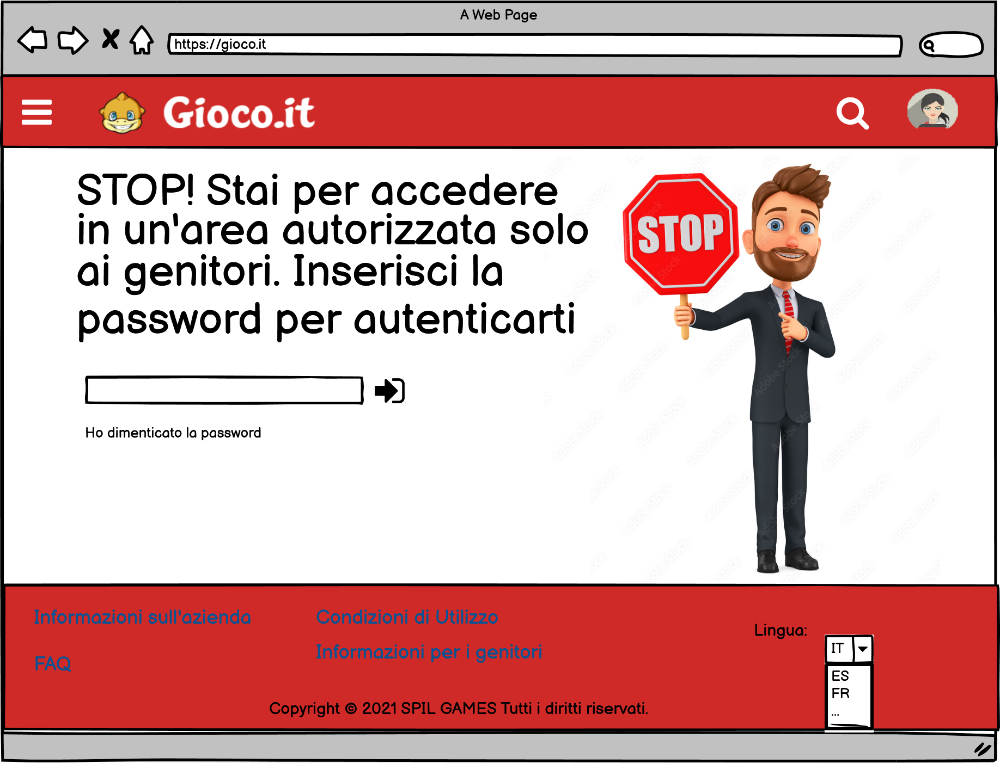 A Web Page
https://gioco.it
Gioco.it
STOP! Stai per accedere
in un'area autorizzata solo
ai genitori. Inserisci la
password per autenticarti
STOP
Ho dimenticato la password
Informazioni sull'azienda
Condizioni di Utilizzo
Informazioni per i genitori
FAQ
Lingua:
IT
ES
FR
...
Copyright © 2021 SPIL GAMES Tutti i diritti riservati.
Adobe Stock